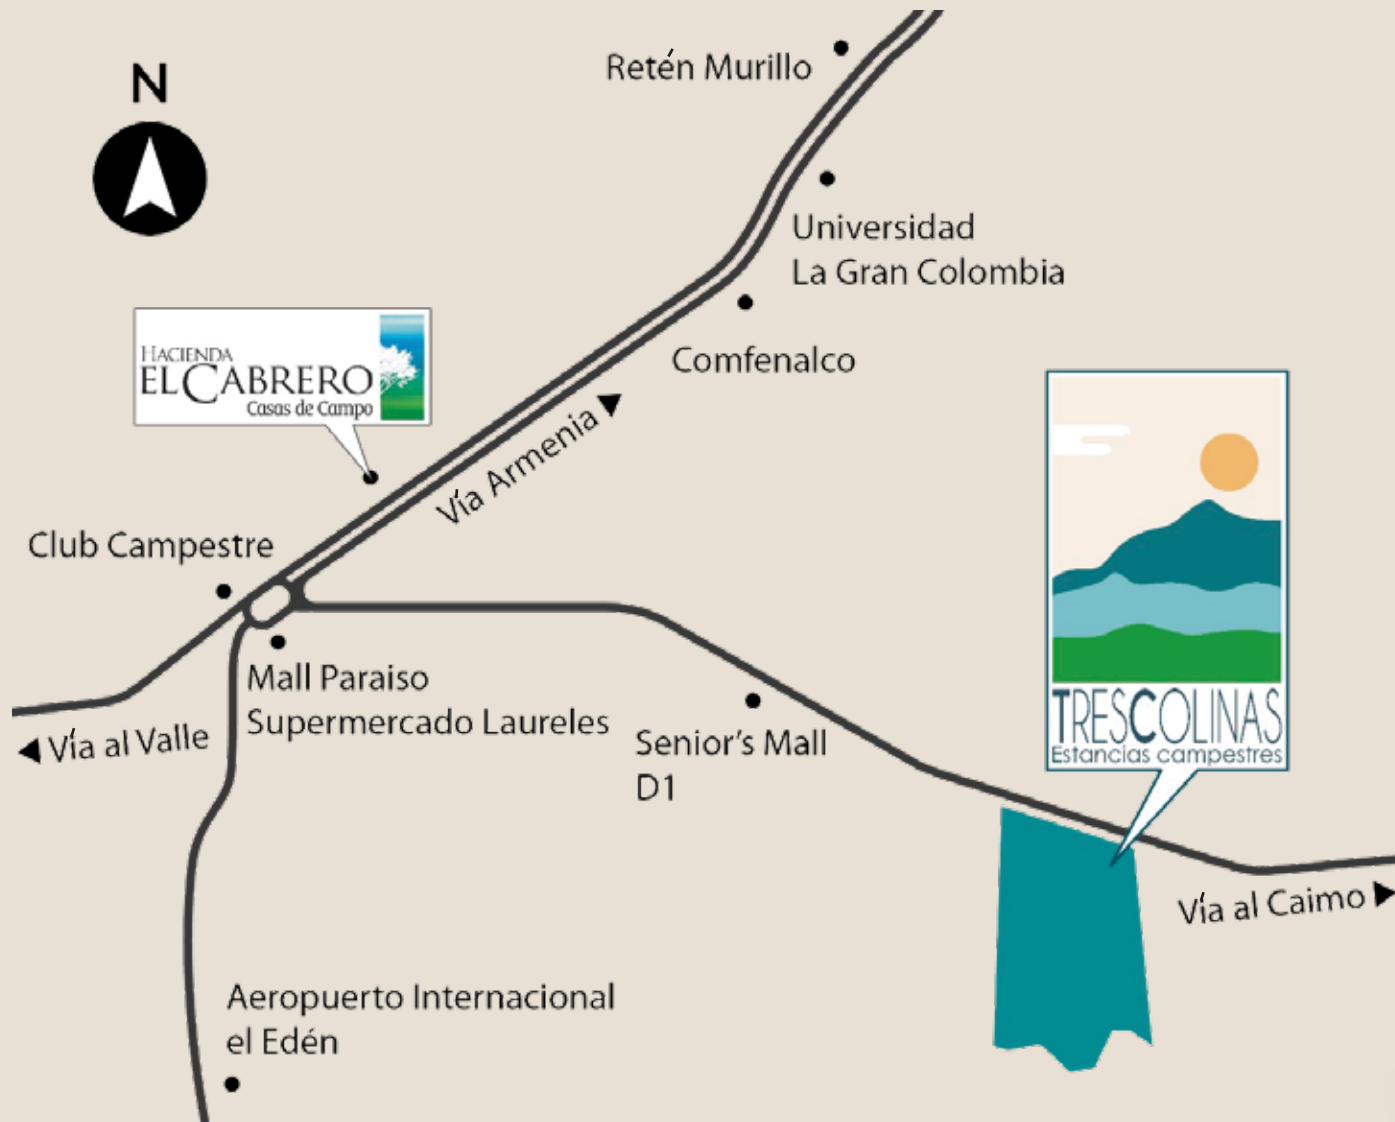 Retén Murillo
N
Universidad
La Gran Colombia
HACIENDA
EL CABRERO
Casas de Campo
Comfenalco
Vía Armenia
Club Campestre
Mall Paraiso
Supermercado Laureles
Vía al Valle
Senior's Mall
D1
TRESCOLINAS
Estancias campestres
Vía al Caimo
Aeropuerto Internacional
el Edén